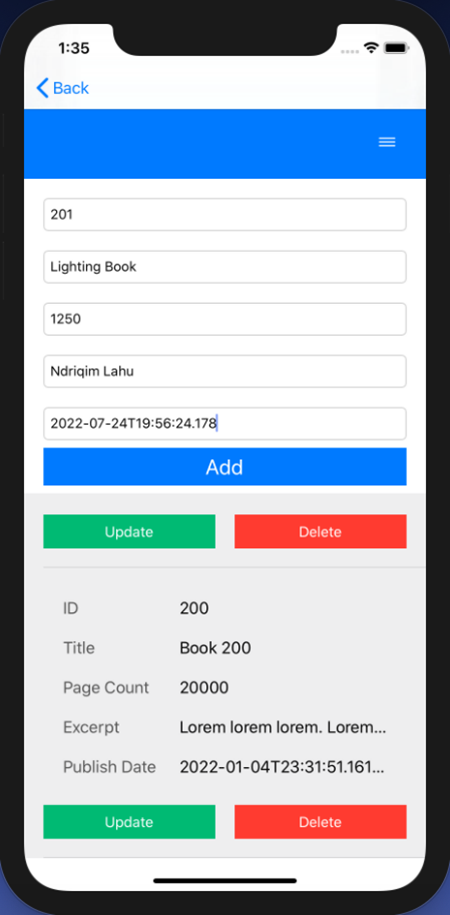 1:35
Back
201
Lighting Book
1250
Ndriqim Lahu
2022-07-24T19:56:24.178
Add
Update Delete
ID 200
Title Book 200
Page Count 20000
Excerpt Lorem lorem lorem. Lorem...
Publish Date 2022-01-04T23:31:51.161...
Update Delete